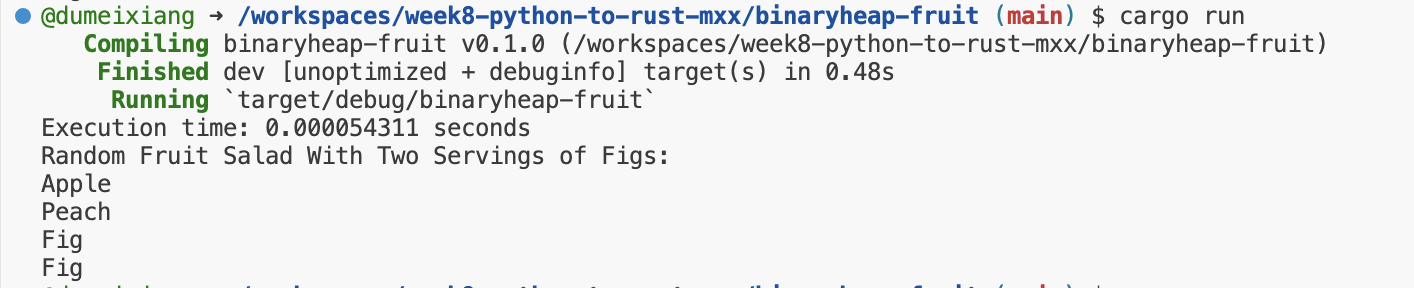 @dumeixiang → /workspaces/week8-python-to-rust-mxx/binaryheap-fruit (main) $ cargo run
Compiling binaryheap-fruit v0.1.0 (/workspaces/week8-python-to-rust-mxx/binaryheap-fruit)
Finished dev [unoptimized + debuginfo] target(s) in 0.48s
Running `target/debug/binaryheap-fruit`
Execution time: 0.000054311 seconds
Random Fruit Salad With Two Servings of Figs:
Apple
Peach
Fig
Fig